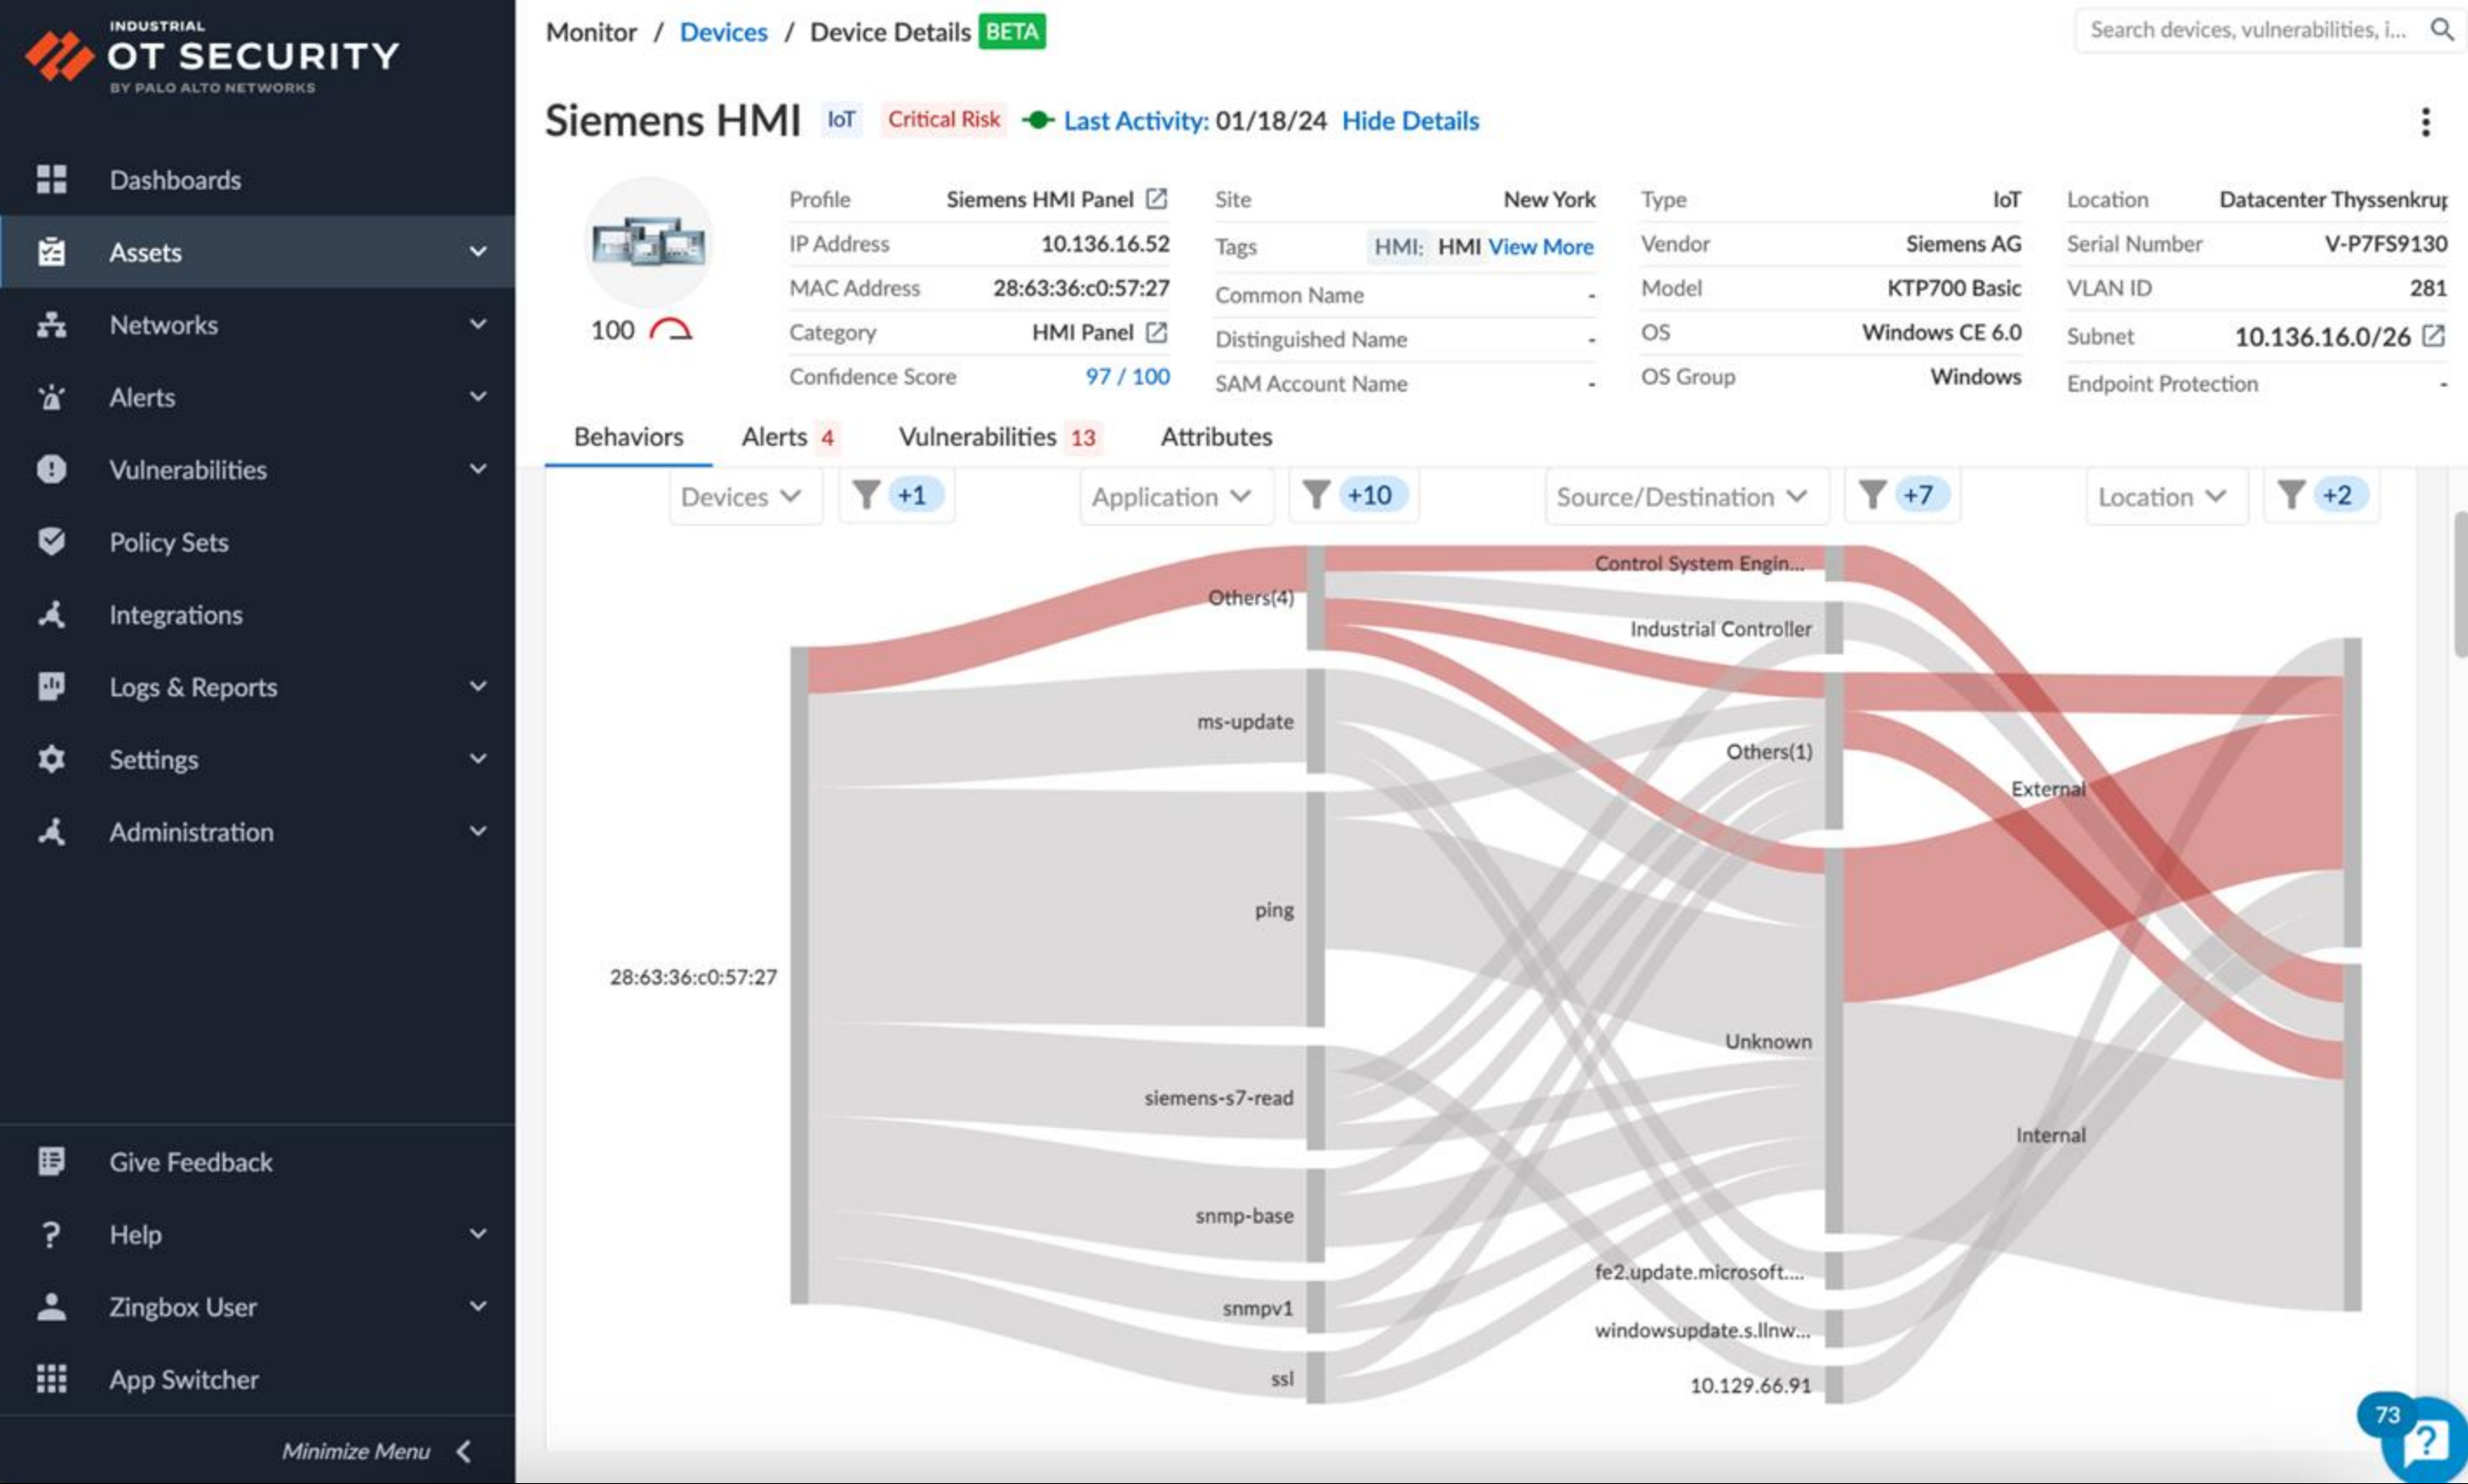 INDUSTRIAL
OT SECURITY
BY PALO ALTO NETWORKS
Dashboards
Assets
Networks
Alerts
Vulnerabilities
Policy Sets
Integrations
Logs & Reports
Settings
Administration
Give Feedback
Help
Zingbox User
App Switcher
Minimize Menu
Monitor / Devices / Device Details BETA
Search devices, vulnerabilities, i...
Siemens HMI IoT Critical Risk Last Activity: 01/18/24 Hide Details
100
Profile Siemens HMI Panel
IP Address 10.136.16.52
MAC Address 28:63:36:c0:57:27
Category HMI Panel
Confidence Score 97 / 100
Site New York
Tags HMI: HMI View More
Common Name -
Distinguished Name -
SAM Account Name -
Type IoT
Vendor Siemens AG
Model KTP700 Basic
OS Windows CE 6.0
OS Group Windows
Location Datacenter Thyssenkrup
Serial Number V-P7FS9130
VLAN ID 281
Subnet 10.136.16.0/26
Endpoint Protection -
Behaviors Alerts 4 Vulnerabilities 13 Attributes
Devices +1 Application +10 Source/Destination +7 Location +2
28:63:36:c0:57:27
Others(4)
ms-update
ping
siemens-s7-read
snmp-base
snmpv1
ssl
Control System Engin...
Industrial Controller
Others(1)
Unknown
fe2.update.microsoft....
windowsupdate.s.llnw...
10.129.66.91
External
Internal
73
?